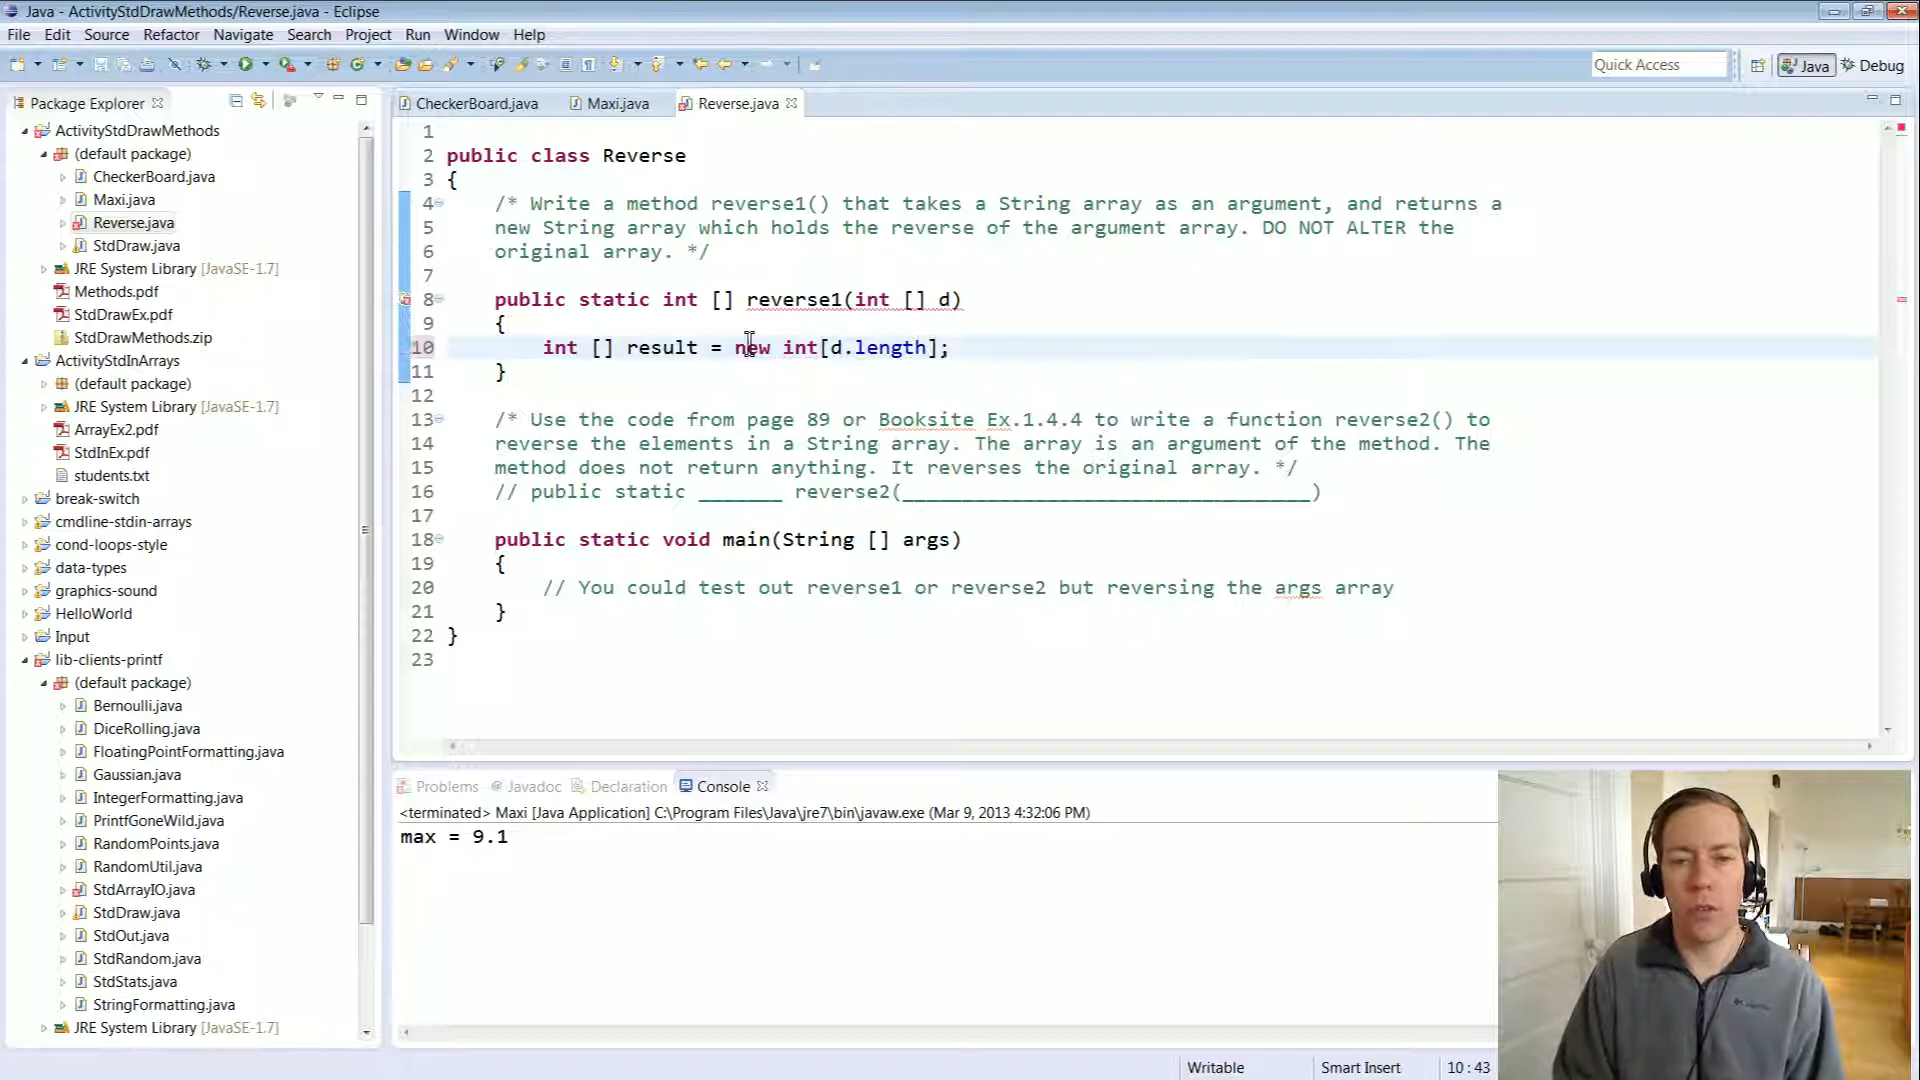 Java - ActivityStdDrawMethods/Reverse.java - Eclipse
File Edit Source Refactor Navigate Search Project Run Window Help
Quick Access
Java
Debug
Package Explorer
ActivityStdDrawMethods
(default package)
CheckerBoard.java
Maxi.java
Reverse.java
StdDraw.java
JRE System Library [JavaSE-1.7]
Methods.pdf
StdDrawEx.pdf
StdDrawMethods.zip
ActivityStdInArrays
(default package)
JRE System Library [JavaSE-1.7]
ArrayEx2.pdf
StdInEx.pdf
students.txt
break-switch
cmdline-stdin-arrays
cond-loops-style
data-types
graphics-sound
HelloWorld
Input
lib-clients-printf
(default package)
Bernoulli.java
DiceRolling.java
FloatingPointFormatting.java
Gaussian.java
IntegerFormatting.java
PrintfGoneWild.java
RandomPoints.java
RandomUtil.java
StdArrayIO.java
StdDraw.java
StdOut.java
StdRandom.java
StdStats.java
StringFormatting.java
JRE System Library [JavaSE-1.7]
CheckerBoard.java Maxi.java Reverse.java
1
2 public class Reverse
3 {
4 /* Write a method reverse1() that takes a String array as an argument, and returns a
5 new String array which holds the reverse of the argument array. DO NOT ALTER the
6 original array. */
7
8 public static int [] reverse1(int [] d)
9 {
10 int [] result = new int[d.length];
11 }
12
13 /* Use the code from page 89 or Booksite Ex.1.4.4 to write a function reverse2() to
14 reverse the elements in a String array. The array is an argument of the method. The
15 method does not return anything. It reverses the original array. */
16 // public static _______ reverse2(__________________________________)
17
18 public static void main(String [] args)
19 {
20 // You could test out reverse1 or reverse2 but reversing the args array
21 }
22 }
23
Problems Javadoc Declaration Console
<terminated> Maxi [Java Application] C:\Program Files\Java\jre7\bin\javaw.exe (Mar 9, 2013 4:32:06 PM)
max = 9.1
Writable Smart Insert 10 : 43